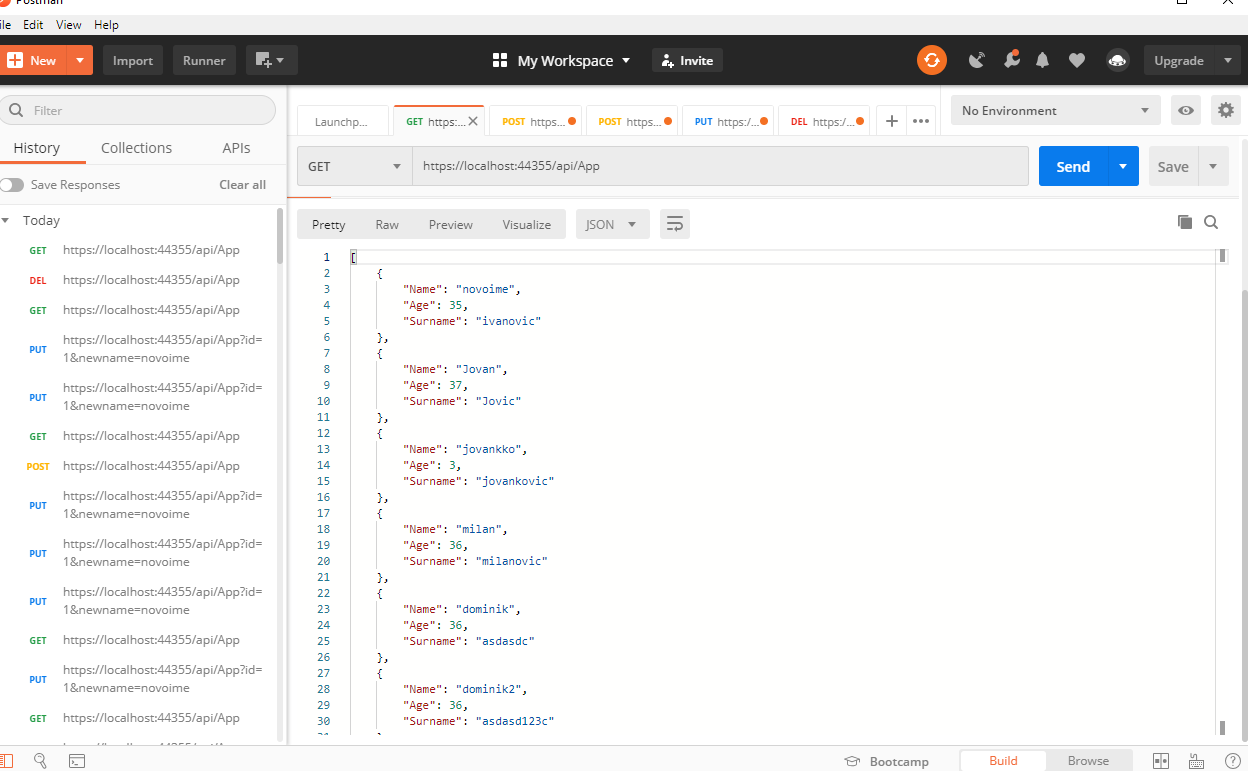 Postman
ile Edit View Help
New Import Runner My Workspace Invite Upgrade
Filter
Launchp... GET https:... POST https... POST https... PUT https:/... DEL https:/... No Environment
History Collections APIs
GET https://localhost:44355/api/App Send Save
Save Responses Clear all
Today
Pretty Raw Preview Visualize JSON
GET https://localhost:44355/api/App
DEL https://localhost:44355/api/App
GET https://localhost:44355/api/App
PUT https://localhost:44355/api/App?id=
1&newname=novoime
PUT https://localhost:44355/api/App?id=
1&newname=novoime
GET https://localhost:44355/api/App
POST https://localhost:44355/api/App
PUT https://localhost:44355/api/App?id=
1&newname=novoime
PUT https://localhost:44355/api/App?id=
1&newname=novoime
PUT https://localhost:44355/api/App?id=
1&newname=novoime
GET https://localhost:44355/api/App
PUT https://localhost:44355/api/App?id=
1&newname=novoime
GET https://localhost:44355/api/App
1 [
2 {
3 "Name": "novoime",
4 "Age": 35,
5 "Surname": "ivanovic"
6 },
7 {
8 "Name": "Jovan",
9 "Age": 37,
10 "Surname": "Jovic"
11 },
12 {
13 "Name": "jovankko",
14 "Age": 3,
15 "Surname": "jovankovic"
16 },
17 {
18 "Name": "milan",
19 "Age": 36,
20 "Surname": "milanovic"
21 },
22 {
23 "Name": "dominik",
24 "Age": 36,
25 "Surname": "asdasdc"
26 },
27 {
28 "Name": "dominik2",
29 "Age": 36,
30 "Surname": "asdasd123c"
Bootcamp Build Browse